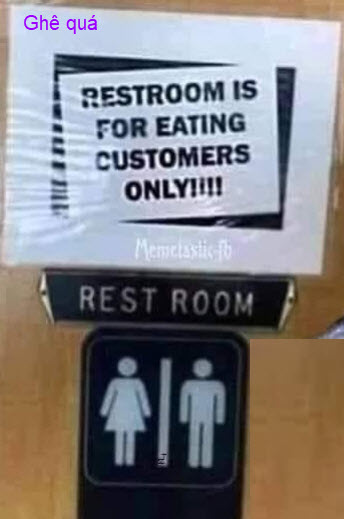 Ghê quá
RESTROOM IS
FOR EATING
CUSTOMERS
ONLY!!!!
Memetastic-fb
REST ROOM